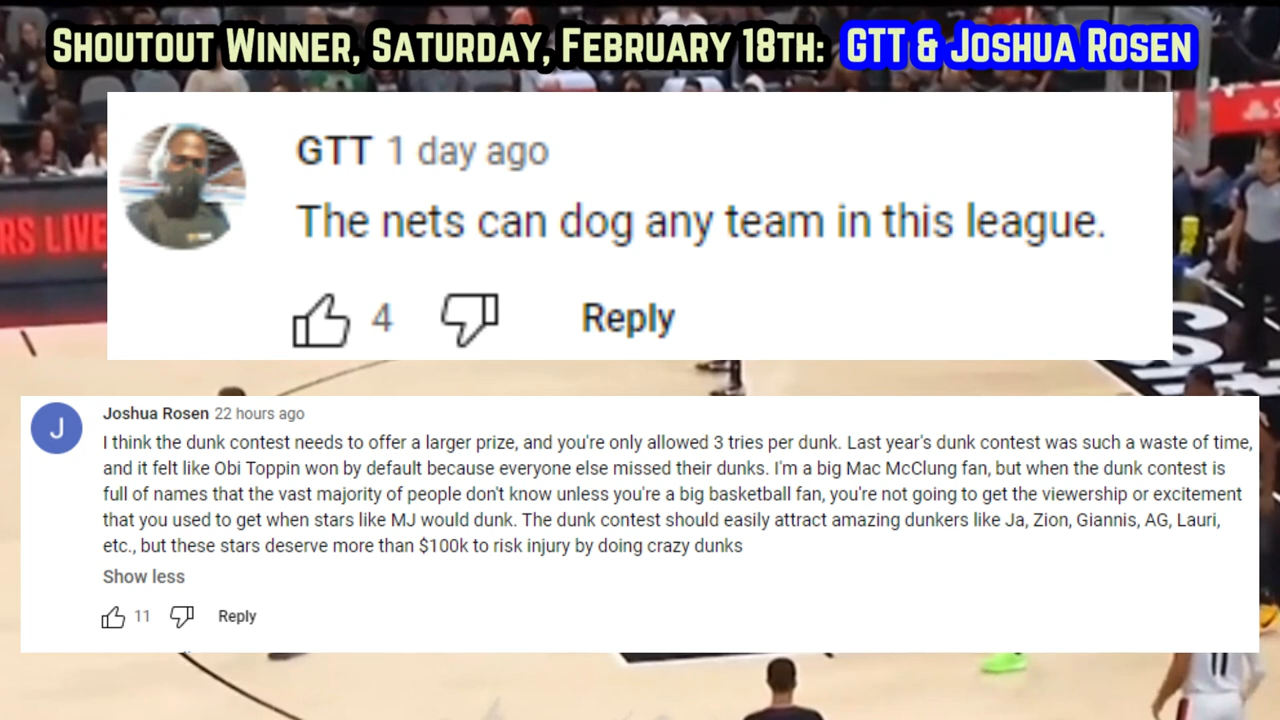 Shoutout Winner, Saturday, February 18th: GTT & Joshua Rosen
GTT 1 day ago
The nets can dog any team in this league.
4 Reply
RS LIVE
J
Joshua Rosen 22 hours ago
I think the dunk contest needs to offer a larger prize, and you're only allowed 3 tries per dunk. Last year's dunk contest was such a waste of time,
and it felt like Obi Toppin won by default because everyone else missed their dunks. I'm a big Mac McClung fan, but when the dunk contest is
full of names that the vast majority of people don't know unless you're a big basketball fan, you're not going to get the viewership or excitement
that you used to get when stars like MJ would dunk. The dunk contest should easily attract amazing dunkers like Ja, Zion, Giannis, AG, Lauri,
etc., but these stars deserve more than $100k to risk injury by doing crazy dunks
Show less
11 Reply
11